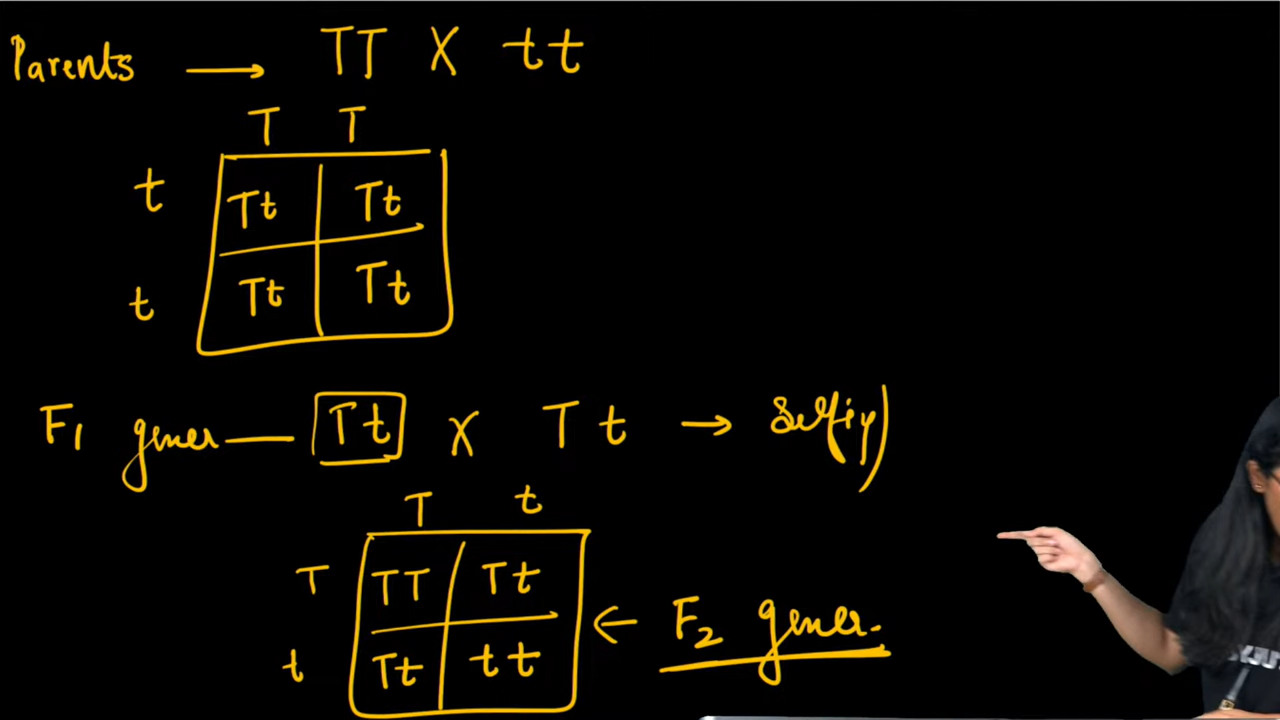 Parents → TT X tt
T T
t Tt Tt
t Tt Tt
F1 gener — Tt X Tt → Selfing
T t
T TT Tt
t Tt tt
← F2 gener.